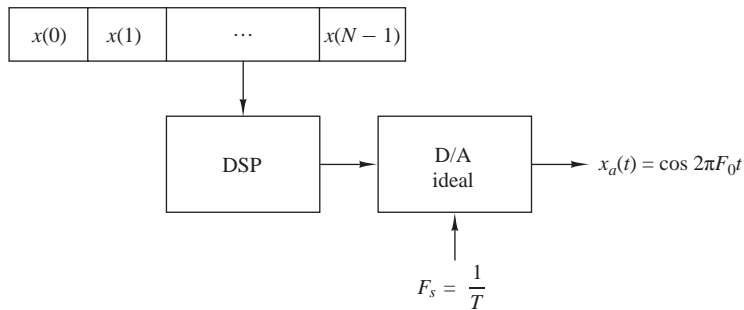 x(0) x(1) ... x(N − 1)
DSP
D/A
ideal
x_a(t) = cos 2πF_0t
F_s = 1/T